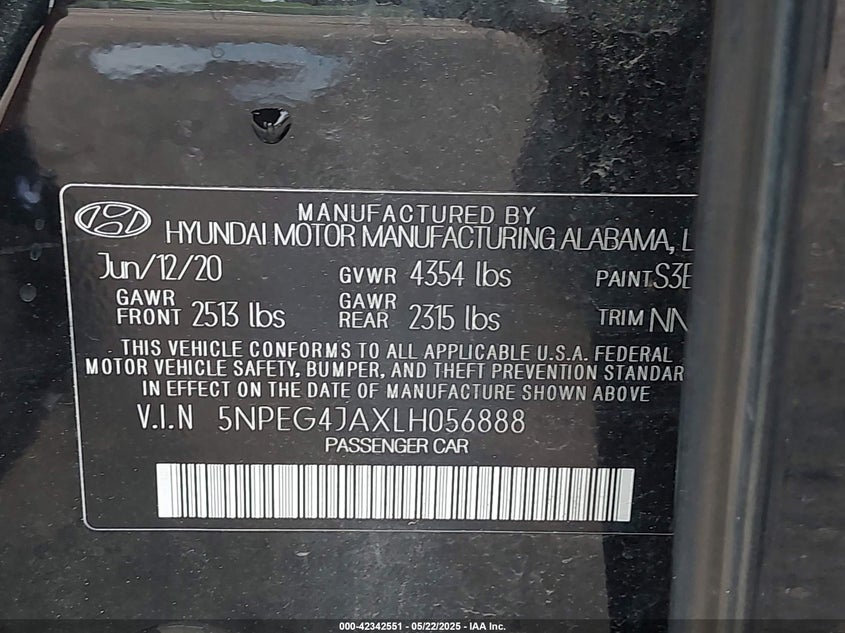 MANUFACTURED BY
HYUNDAI MOTOR MANUFACTURING ALABAMA, L
Jun/12/20 GVWR 4354 lbs PAINT S3B
GAWR FRONT 2513 lbs GAWR REAR 2315 lbs TRIM NN
THIS VEHICLE CONFORMS TO ALL APPLICABLE U.S.A. FEDERAL
MOTOR VEHICLE SAFETY, BUMPER, AND THEFT PREVENTION STANDAR
IN EFFECT ON THE DATE OF MANUFACTURE SHOWN ABOVE
V.I.N 5NPEG4JAXLH056888
PASSENGER CAR
000-42342551 - 05/22/2025 - IAA Inc.